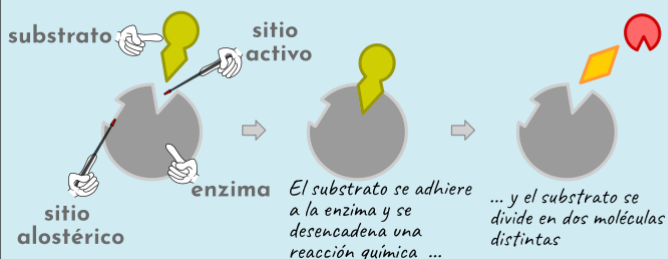 substrato
sitio
activo
enzima
sitio
alostérico
El substrato se adhiere
a la enzima y se
desencadena una
reacción química ...
... y el substrato se
divide en dos moléculas
distintas